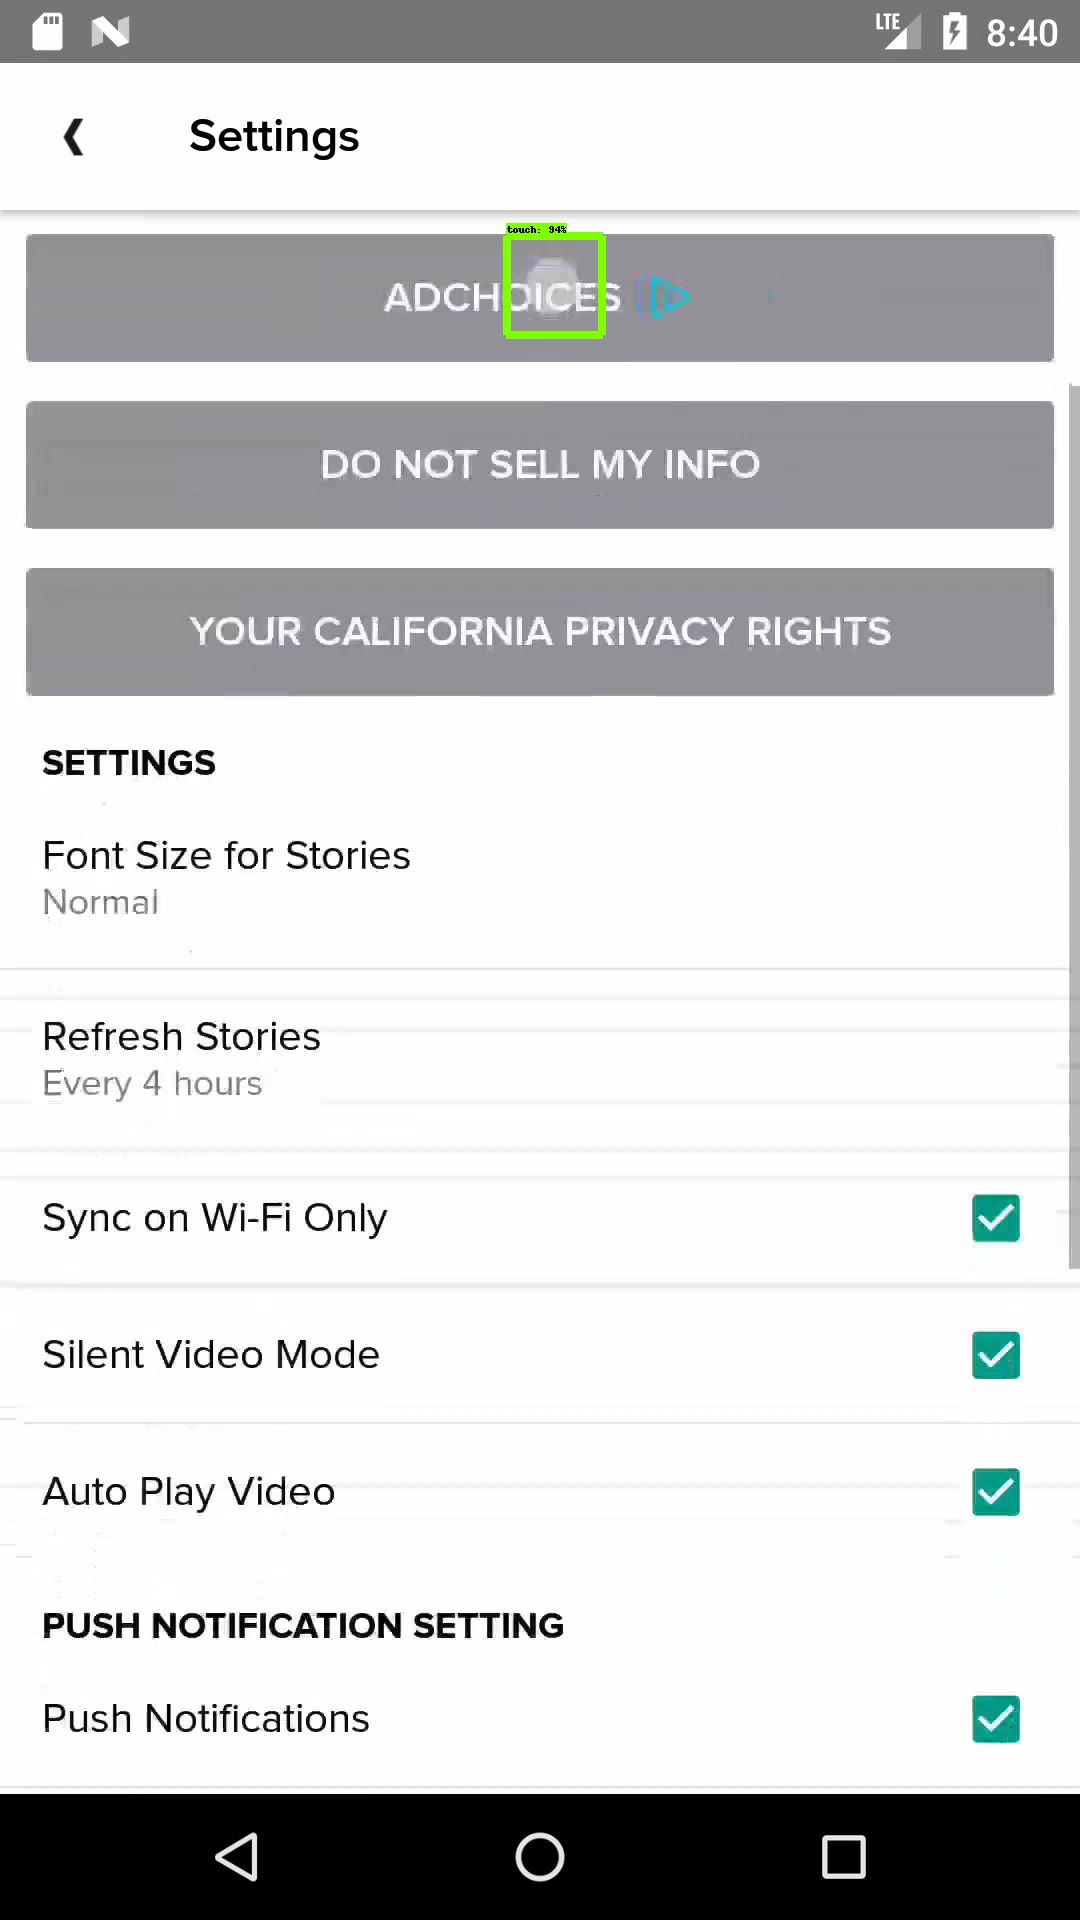 LTE 8:40
Settings
touch: 94%
ADCHOICES
DO NOT SELL MY INFO
YOUR CALIFORNIA PRIVACY RIGHTS
SETTINGS
Font Size for Stories
Normal
Refresh Stories
Every 4 hours
Sync on Wi-Fi Only
Silent Video Mode
Auto Play Video
PUSH NOTIFICATION SETTING
Push Notifications